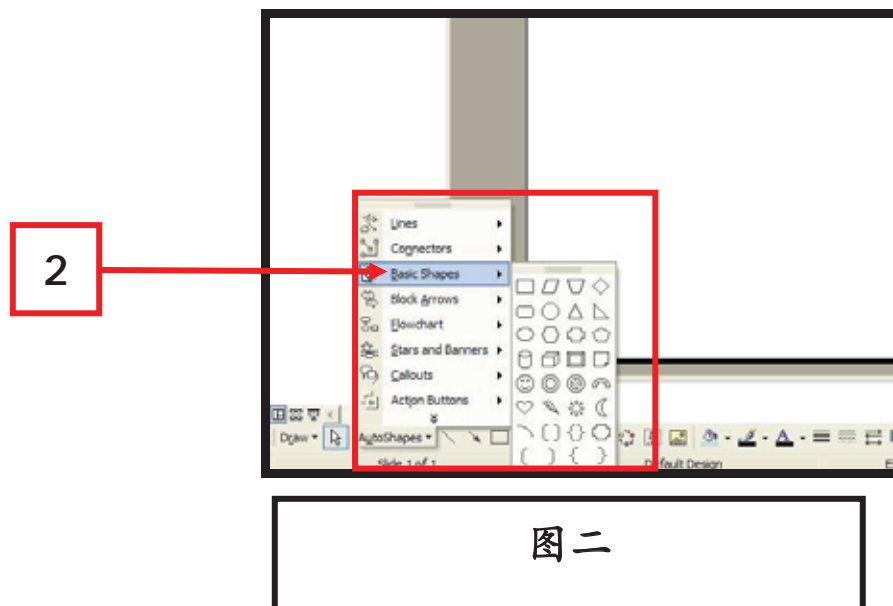 2
Lines
Connectors
Basic Shapes
Block Arrows
Flowchart
Stars and Banners
Callouts
Action Buttons
Draw
AutoShapes
Slide 1 of 1
Default Design
E
图二